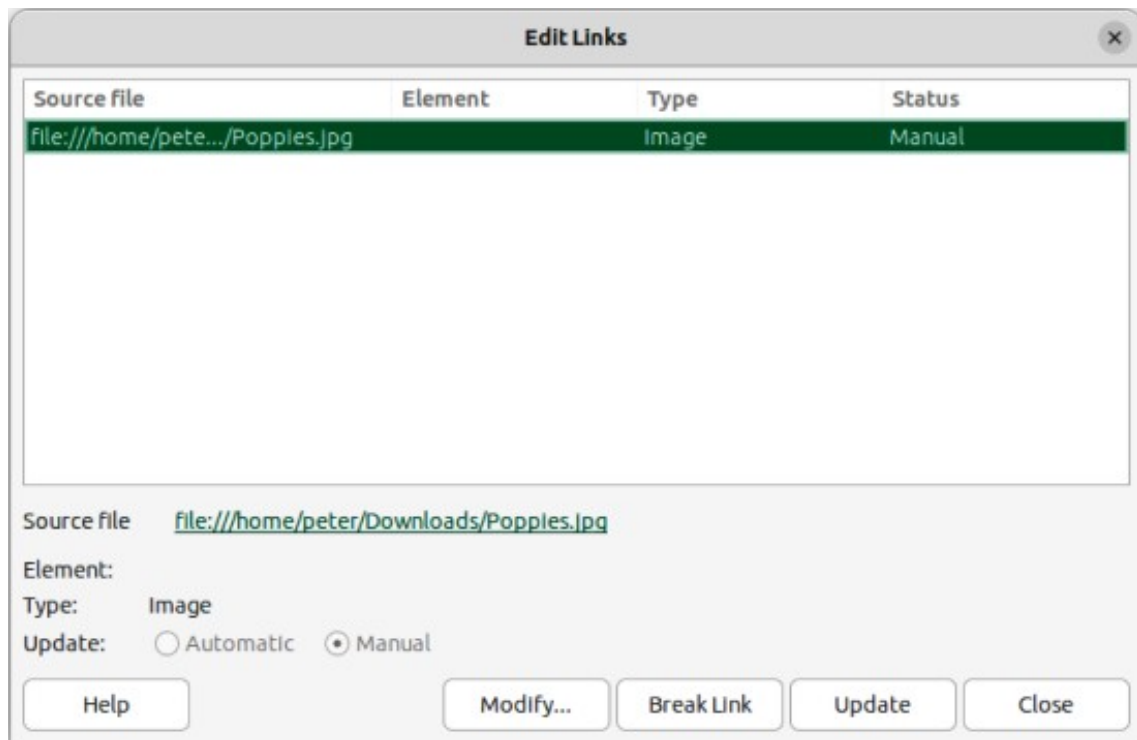 Edit Links
Source file Element Type Status
file:///home/pete.../Poppies.jpg Image Manual
Source file file:///home/peter/Downloads/Poppies.jpg
Element:
Type: Image
Update: Automatic Manual
Help Modify... Break Link Update Close